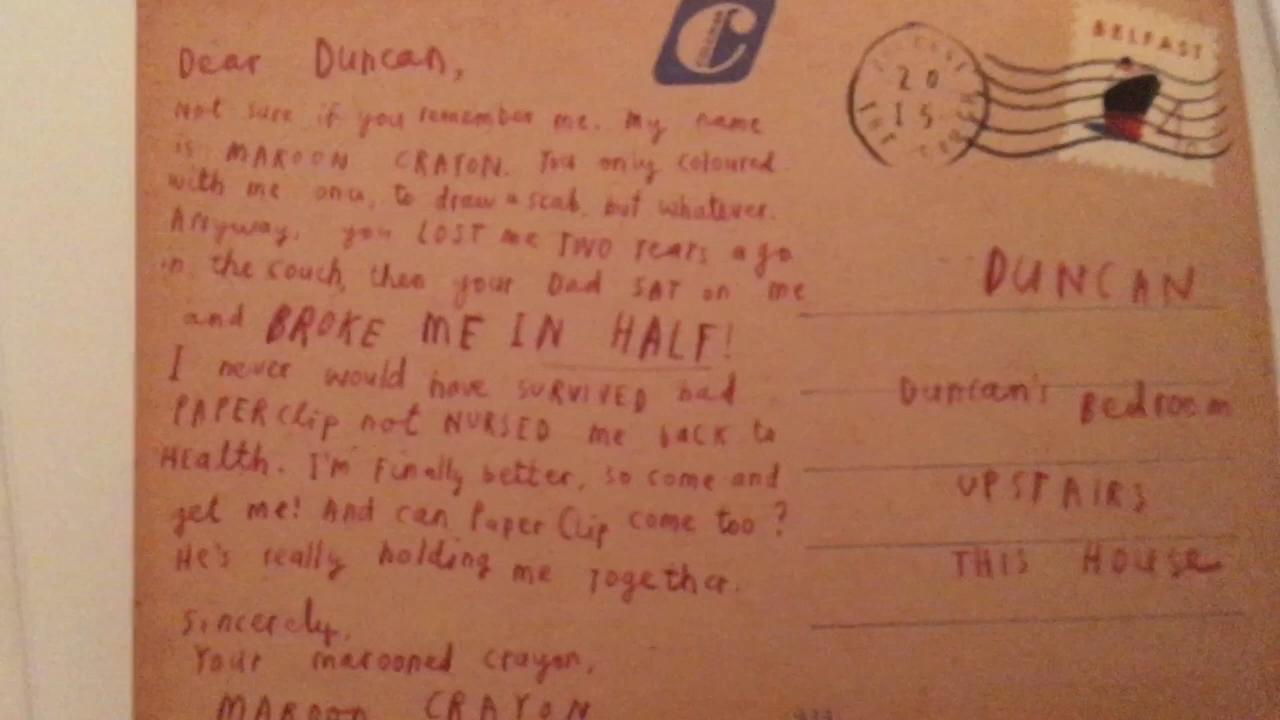 Dear Duncan,
Not sure if you remember me. My name
is MAROON CRAYON. You only coloured
with me once, to draw a scab, but whatever.
Anyway, you LOST me TWO Years ago
in the couch, then your Dad SAT on me
and BROKE ME IN HALF!
I never would have SURVIVED had
PAPERClip not NURSED me back to
Health. I'm Finally better, so come and
get me! And can Paper Clip come too?
He's really holding me Together.
Sincerely,
Your marooned crayon,
MAROON CRAYON
BELFAST
20
15
DUNCAN
Duncan's Bedroom
UPSTAIRS
THIS House